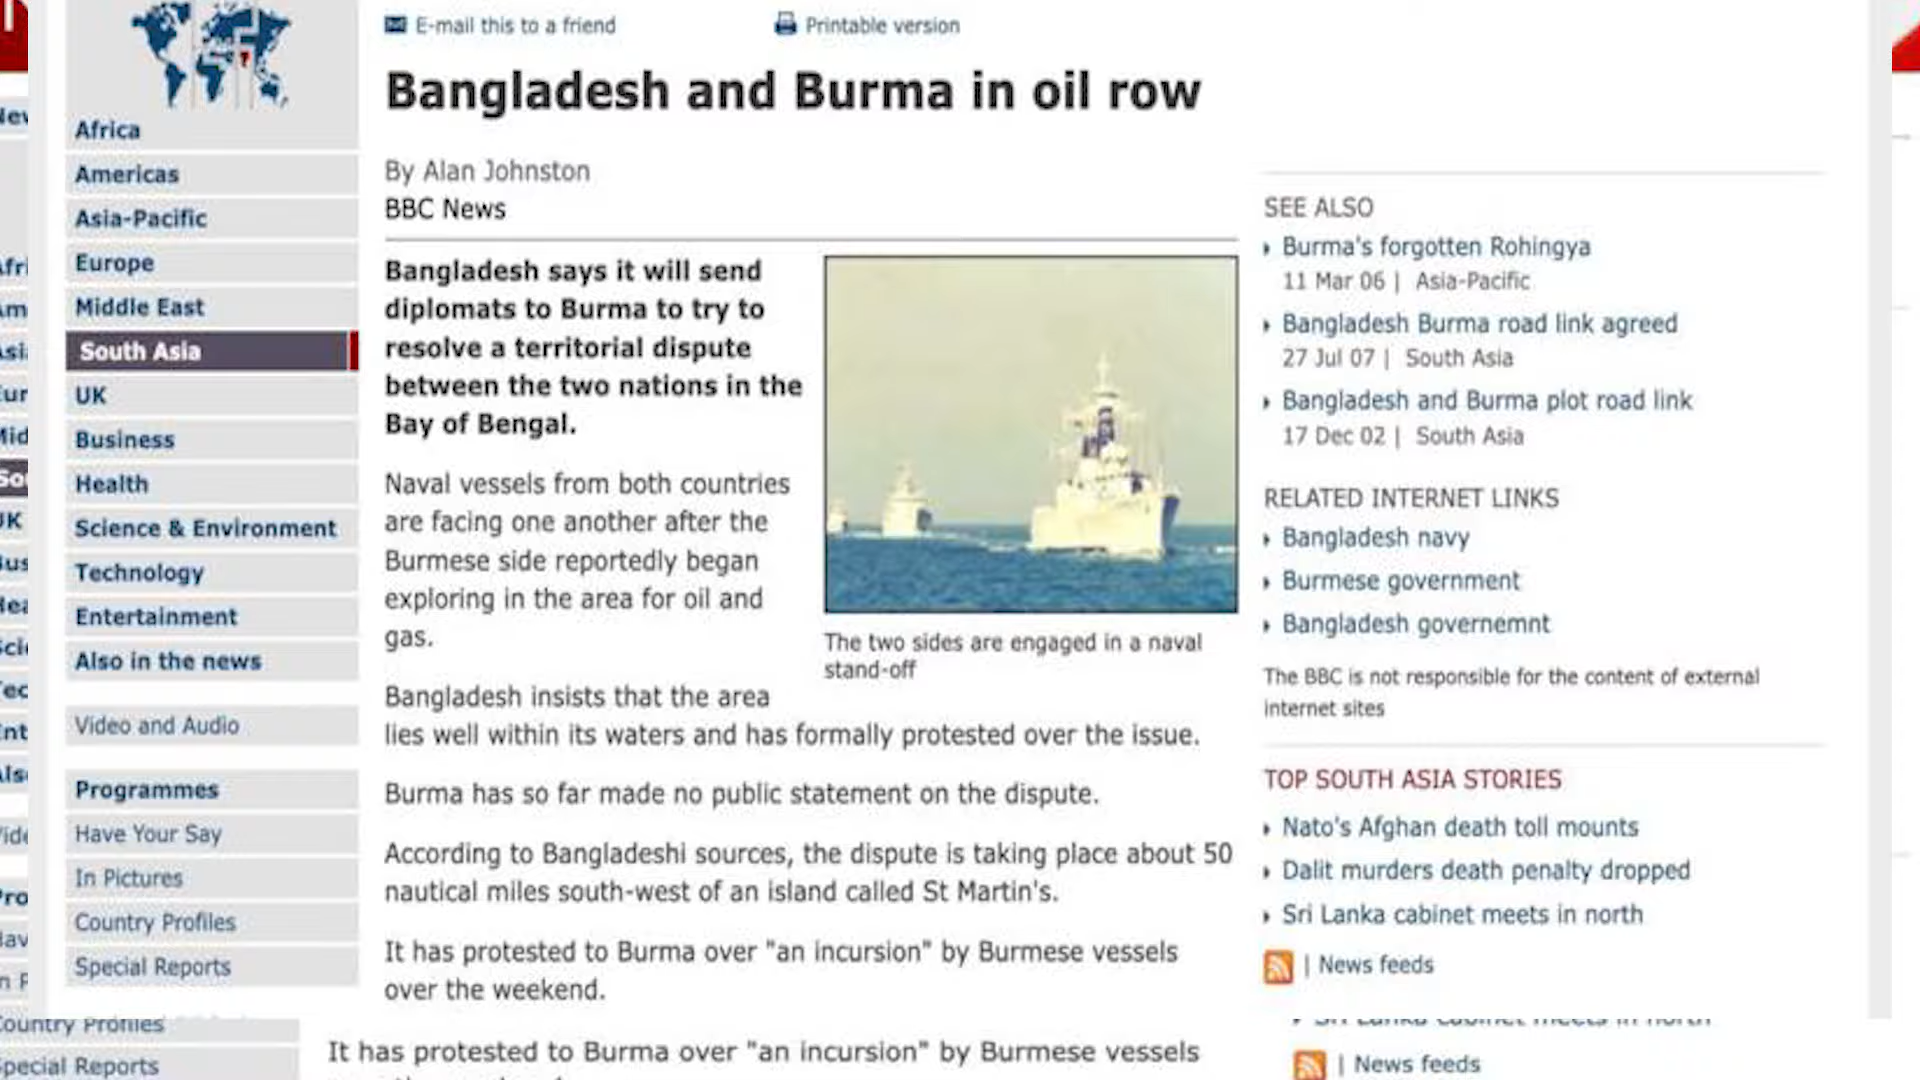 E-mail this to a friend
Printable version
Bangladesh and Burma in oil row
Africa
Americas
Asia-Pacific
Europe
Middle East
South Asia
UK
Business
Health
Science & Environment
Technology
Entertainment
Also in the news
Video and Audio
Programmes
Have Your Say
In Pictures
Country Profiles
Special Reports
By Alan Johnston
BBC News
Bangladesh says it will send
diplomats to Burma to try to
resolve a territorial dispute
between the two nations in the
Bay of Bengal.
Naval vessels from both countries
are facing one another after the
Burmese side reportedly began
exploring in the area for oil and
gas.
The two sides are engaged in a naval
stand-off
Bangladesh insists that the area
lies well within its waters and has formally protested over the issue.
Burma has so far made no public statement on the dispute.
According to Bangladeshi sources, the dispute is taking place about 50
nautical miles south-west of an island called St Martin's.
It has protested to Burma over "an incursion" by Burmese vessels
over the weekend.
SEE ALSO
Burma's forgotten Rohingya
11 Mar 06 | Asia-Pacific
Bangladesh Burma road link agreed
27 Jul 07 | South Asia
Bangladesh and Burma plot road link
17 Dec 02 | South Asia
RELATED INTERNET LINKS
Bangladesh navy
Burmese government
Bangladesh governemnt
The BBC is not responsible for the content of external
internet sites
TOP SOUTH ASIA STORIES
Nato's Afghan death toll mounts
Dalit murders death penalty dropped
Sri Lanka cabinet meets in north
| News feeds
Sri Lanka cabinet meets in north
Country Profiles
It has protested to Burma over "an incursion" by Burmese vessels
| News feeds
Special Reports